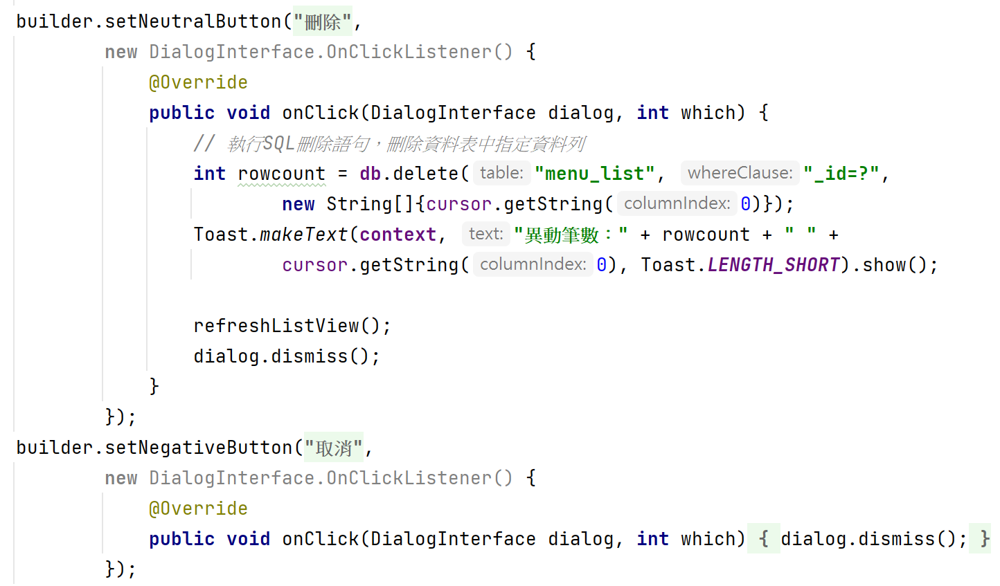 builder.setNeutralButton("刪除",
new DialogInterface.OnClickListener() {
@Override
public void onClick(DialogInterface dialog, int which) {
// 執行SQL刪除語句，刪除資料表中指定資料列
int rowcount = db.delete( table: "menu_list", whereClause: "_id=?",
new String[]{cursor.getString( columnIndex: 0)});
Toast.makeText(context, text: "異動筆數：" + rowcount + " " +
cursor.getString( columnIndex: 0), Toast.LENGTH_SHORT).show();
refreshListView();
dialog.dismiss();
}
});
builder.setNegativeButton("取消",
new DialogInterface.OnClickListener() {
@Override
public void onClick(DialogInterface dialog, int which) { dialog.dismiss(); }
});